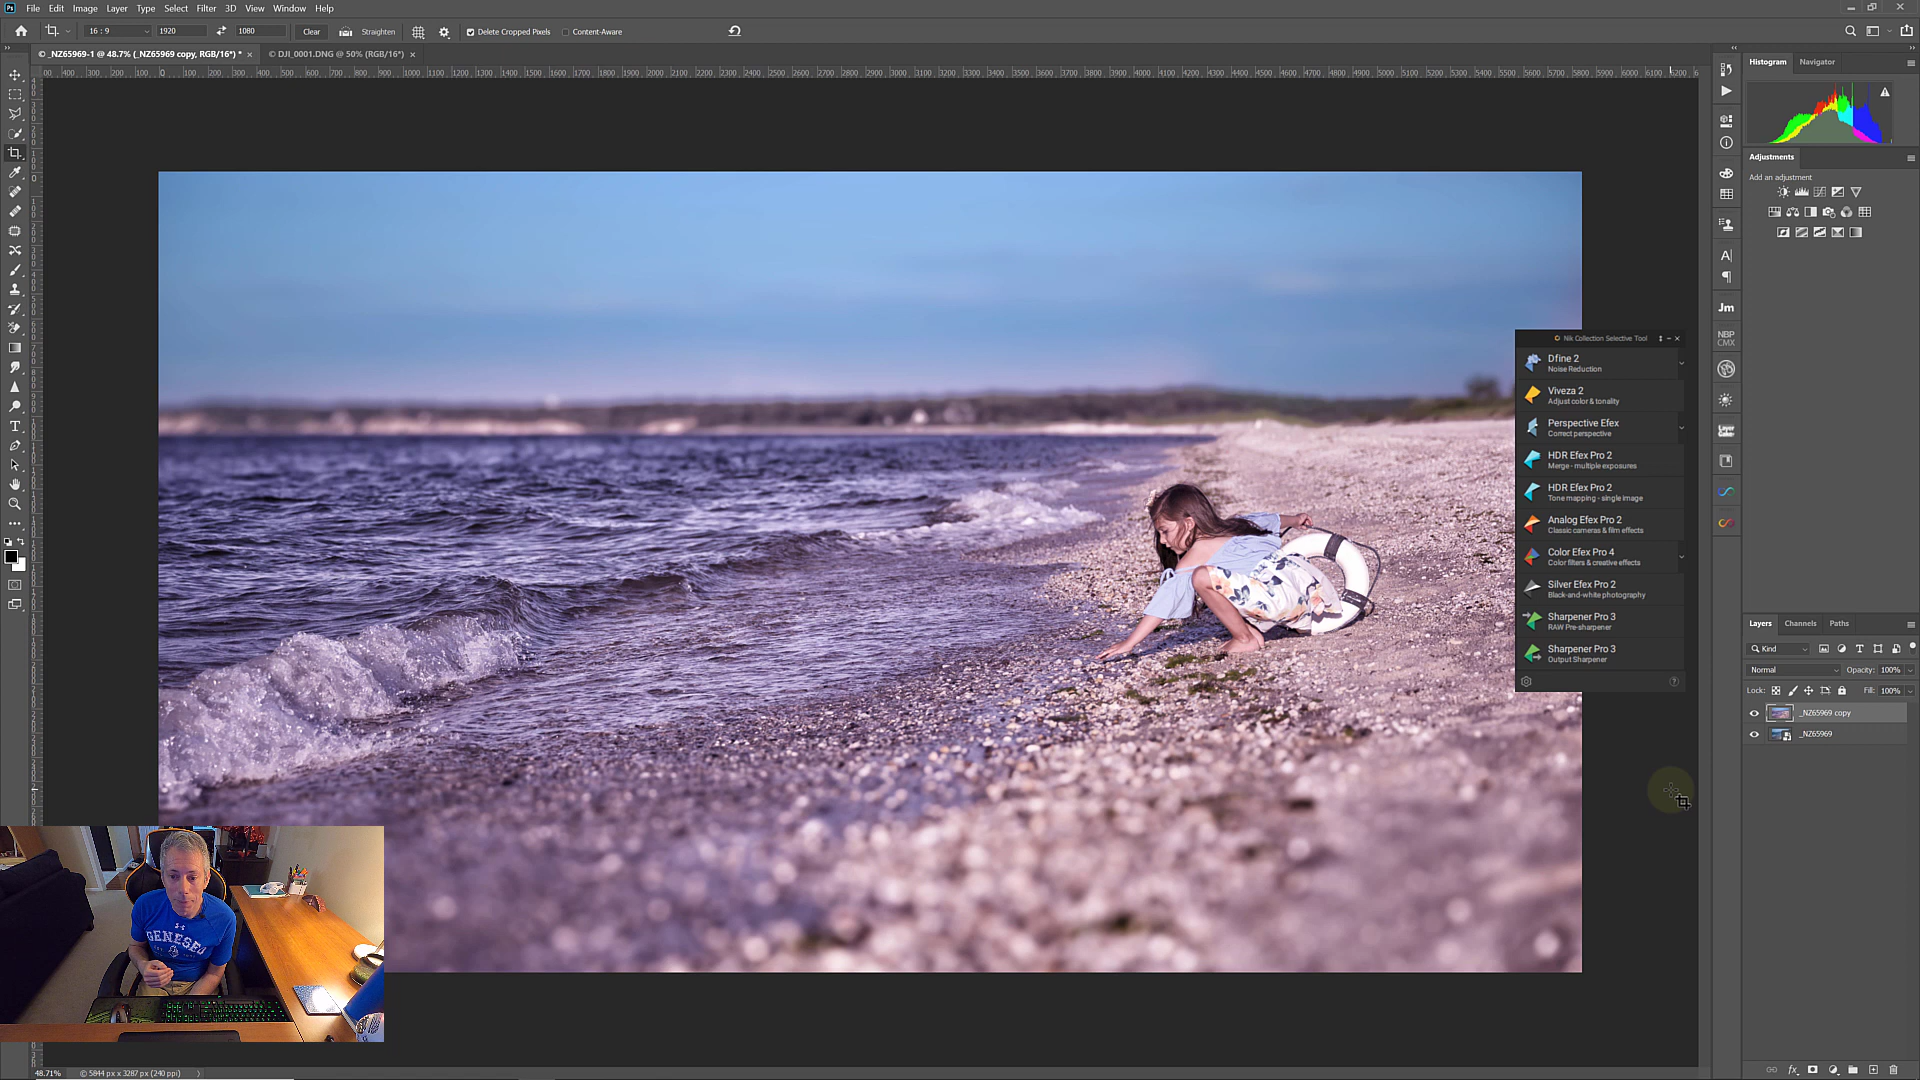 Ps File Edit Image Layer Type Select Filter 3D View Window Help
16 : 9 1920 1080 Clear Straighten Delete Cropped Pixels Content-Aware
© _NZ65969-1 @ 48.7% (_NZ65969 copy, RGB/16*) * × © DJI_0001.DNG @ 50% (RGB/16*) ×
Histogram Navigator
Adjustments
Add an adjustment
A|
Jm
NBP
CMX
Nik Collection Selective Tool
Dfine 2
Noise Reduction
Viveza 2
Adjust color & tonality
Perspective Efex
Correct perspective
HDR Efex Pro 2
Merge - multiple exposures
HDR Efex Pro 2
Tone mapping - single image
Analog Efex Pro 2
Classic cameras & film effects
Color Efex Pro 4
Color filters & creative effects
Silver Efex Pro 2
Black-and-white photography
Sharpener Pro 3
RAW Pre-sharpener
Sharpener Pro 3
Output Sharpener
Layers Channels Paths
Kind
Normal Opacity: 100%
Lock: Fill: 100%
_NZ65969 copy
_NZ65969
GENESEO
48.71% © 5844 px x 3287 px (240 ppi)